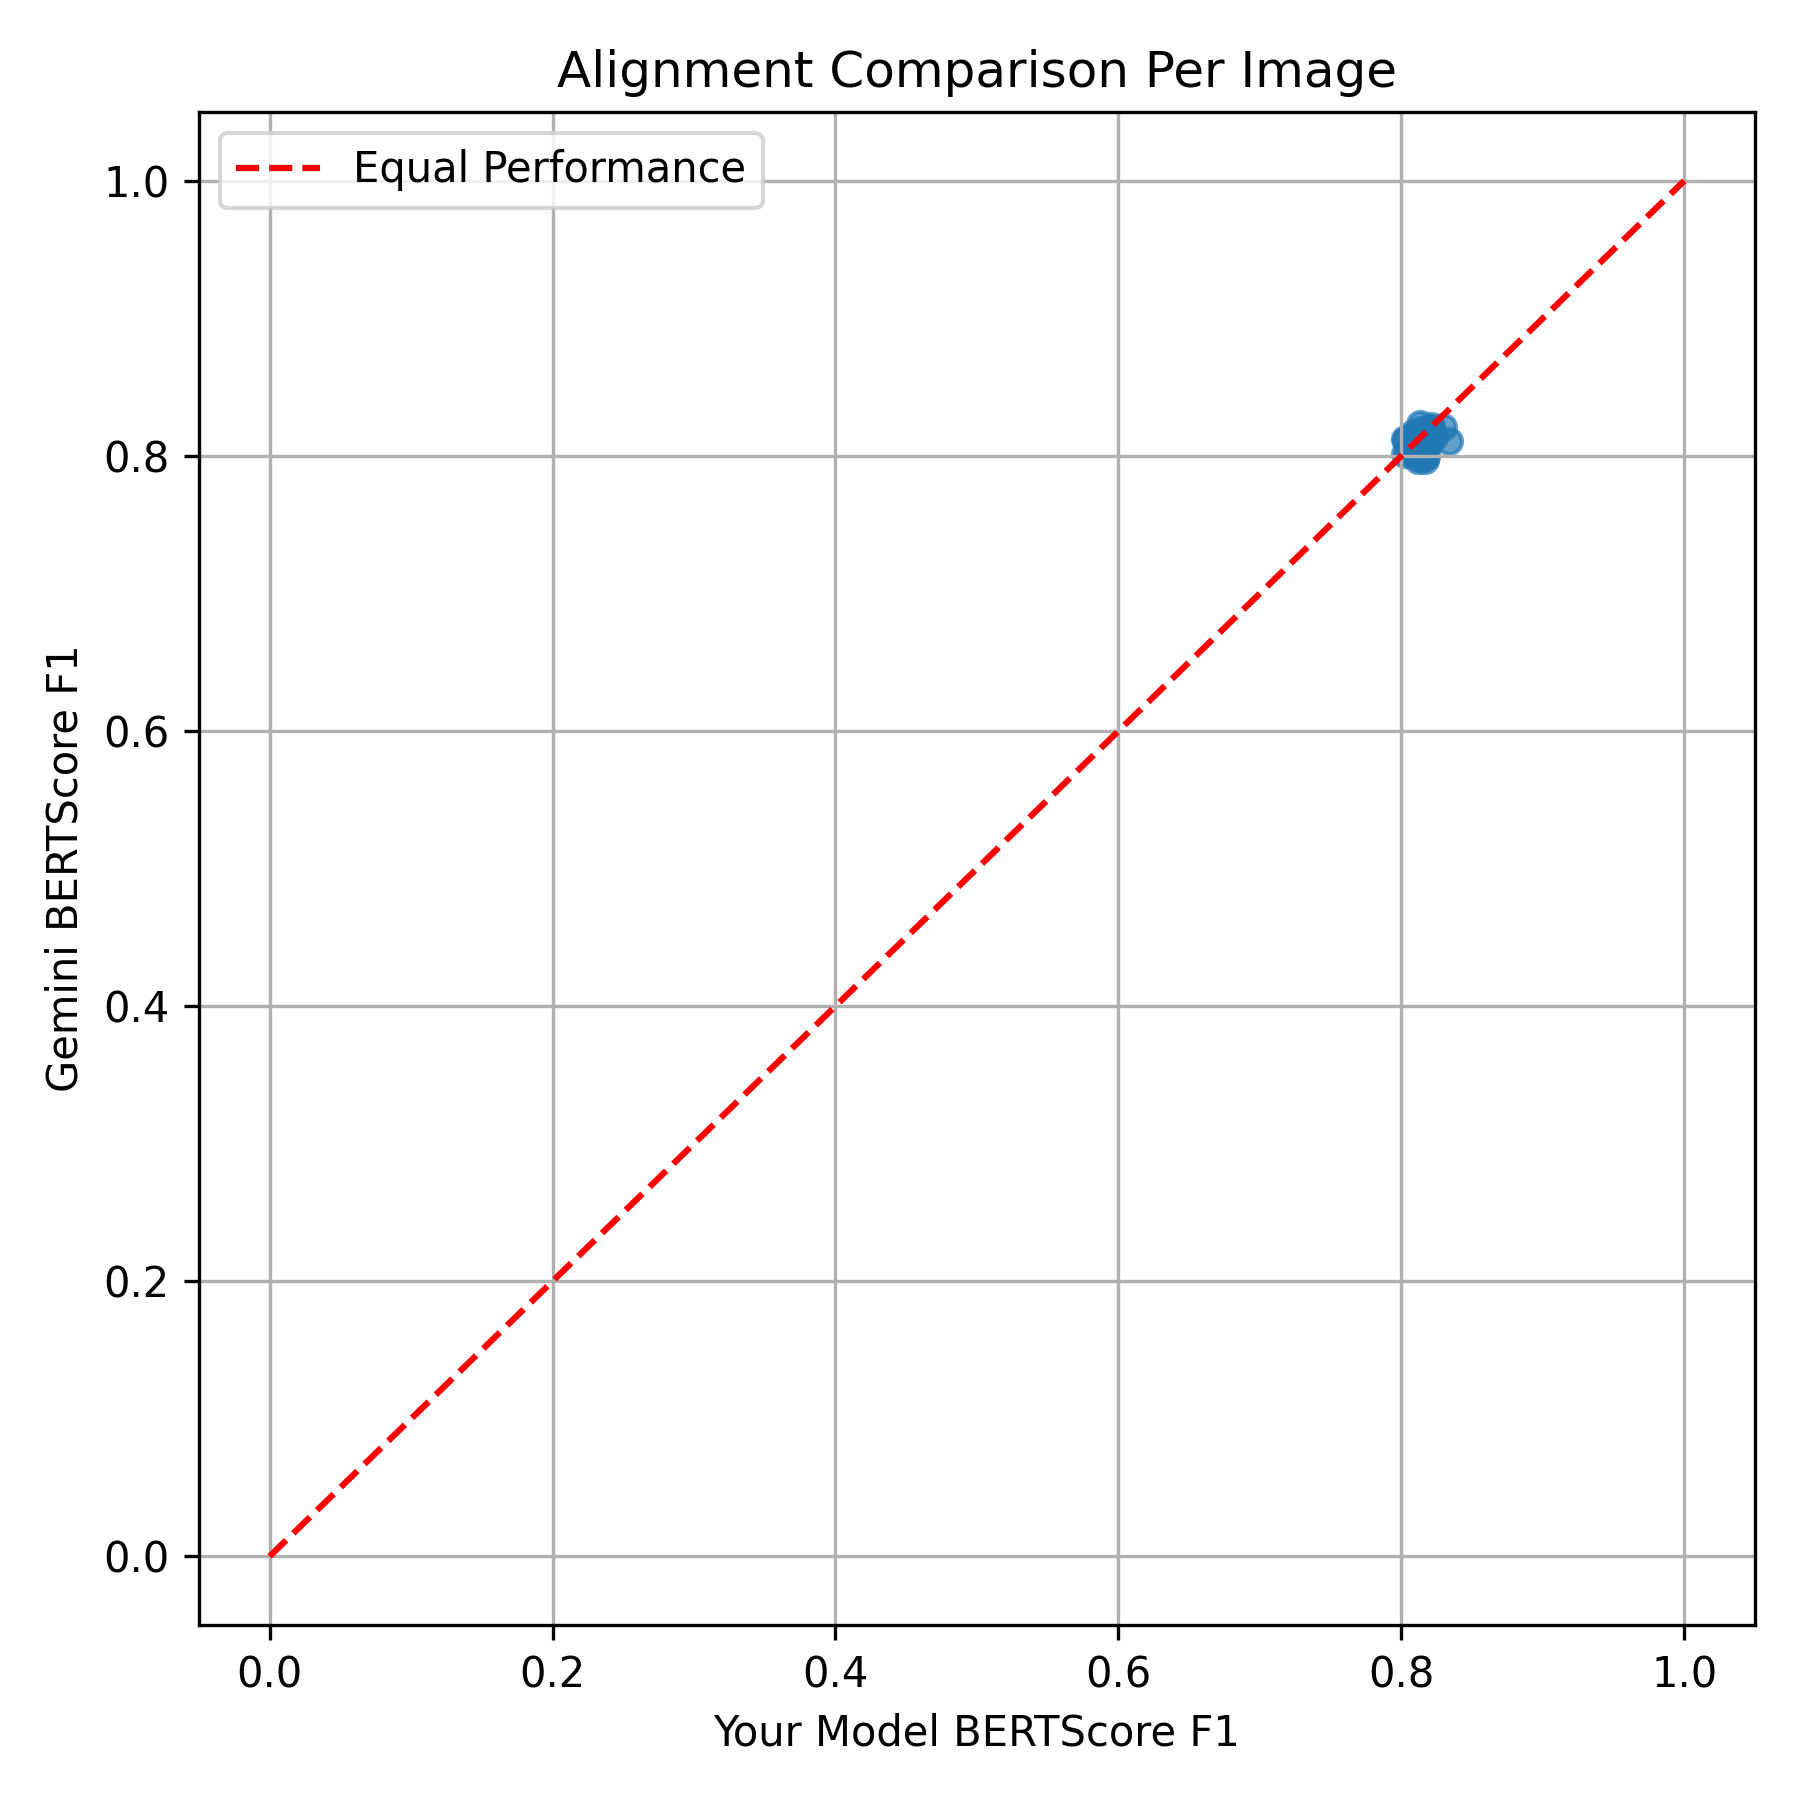 Alignment Comparison Per Image
Equal Performance
1.0
0.8
0.6
0.4
0.2
0.0
Gemini BERTScore F1
0.0 0.2 0.4 0.6 0.8 1.0
Your Model BERTScore F1